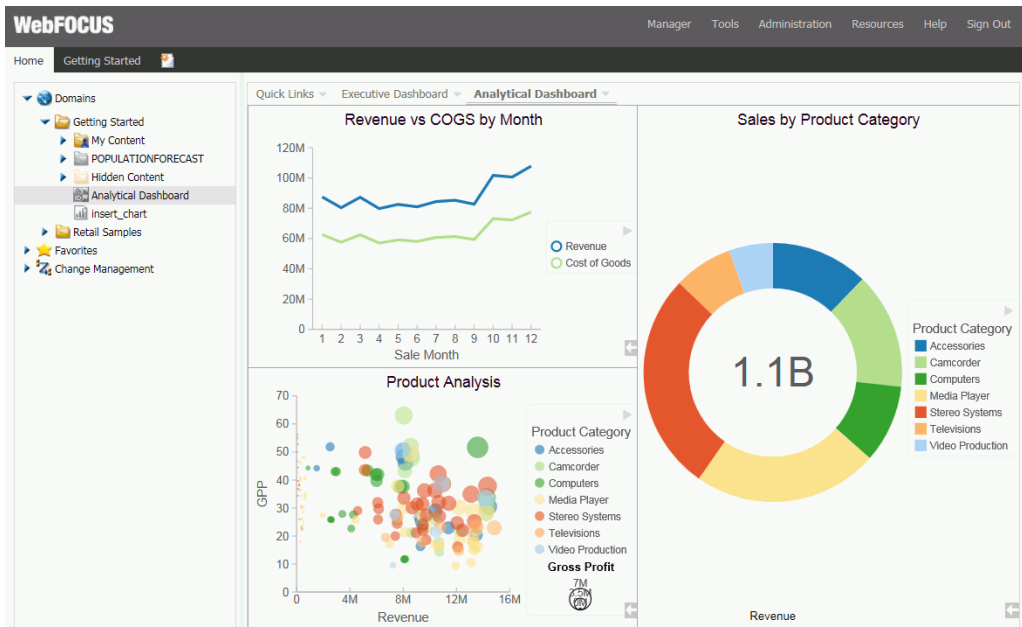 WebFOCUS
Manager Tools Administration Resources Help Sign Out
Home Getting Started
Domains
Getting Started
My Content
POPULATIONFORECAST
Hidden Content
Analytical Dashboard
insert_chart
Retail Samples
Favorites
Change Management
Quick Links Executive Dashboard Analytical Dashboard
Revenue vs COGS by Month
120M
100M
80M
60M
40M
20M
0
1 2 3 4 5 6 7 8 9 10 11 12
Sale Month
Revenue
Cost of Goods
Product Analysis
70
60
50
40
30
20
10
0
GPP
0 4M 8M 12M 16M
Revenue
Product Category
Accessories
Camcorder
Computers
Media Player
Stereo Systems
Televisions
Video Production
Gross Profit
7M
3.5M
0M
Sales by Product Category
1.1B
Product Category
Accessories
Camcorder
Computers
Media Player
Stereo Systems
Televisions
Video Production
Revenue